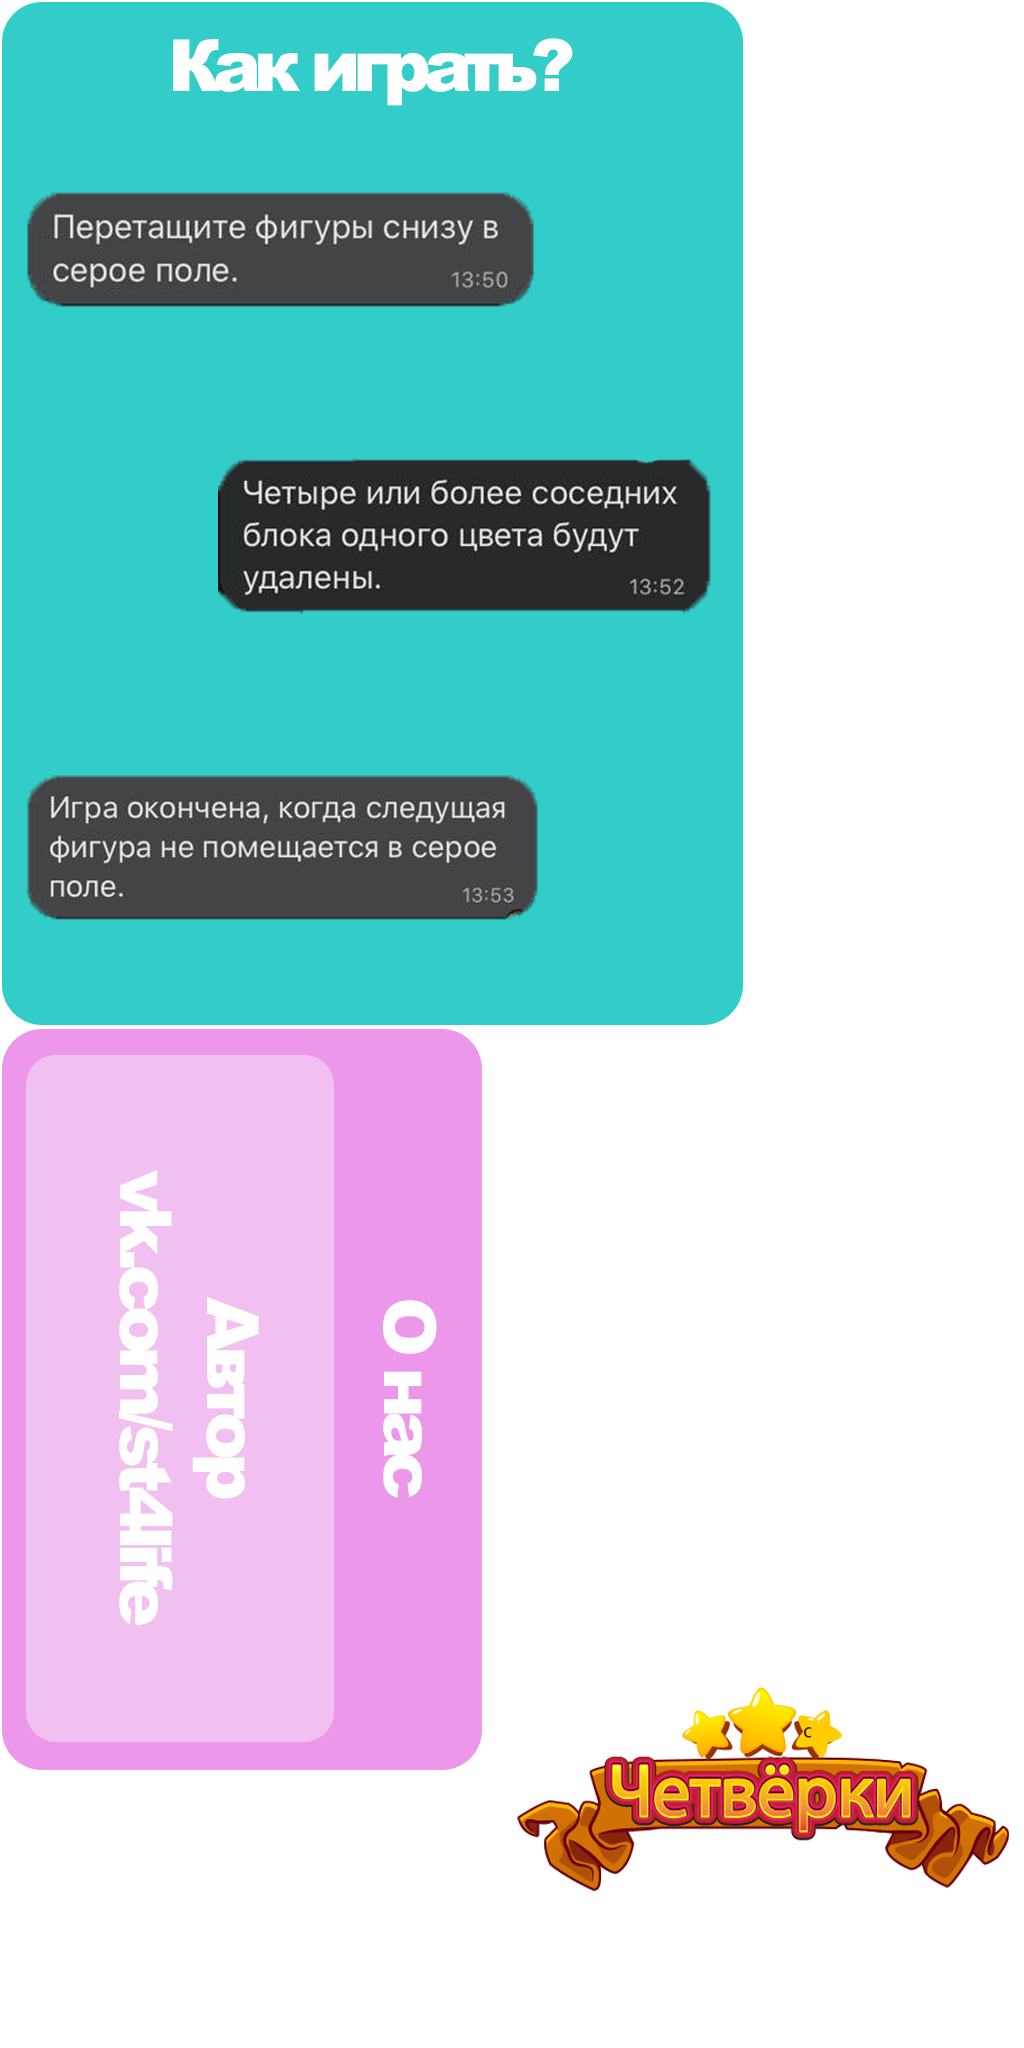 Как играть?
Перетащите фигуры снизу в
серое поле.
13:50
Четыре или более соседних
блока одного цвета будут
удалены.
13:52
Игра окончена, когда следущая
фигура не помещается в серое
поле.
13:53
О нас
Автор
vk.com/st4life
с
Четвёрки